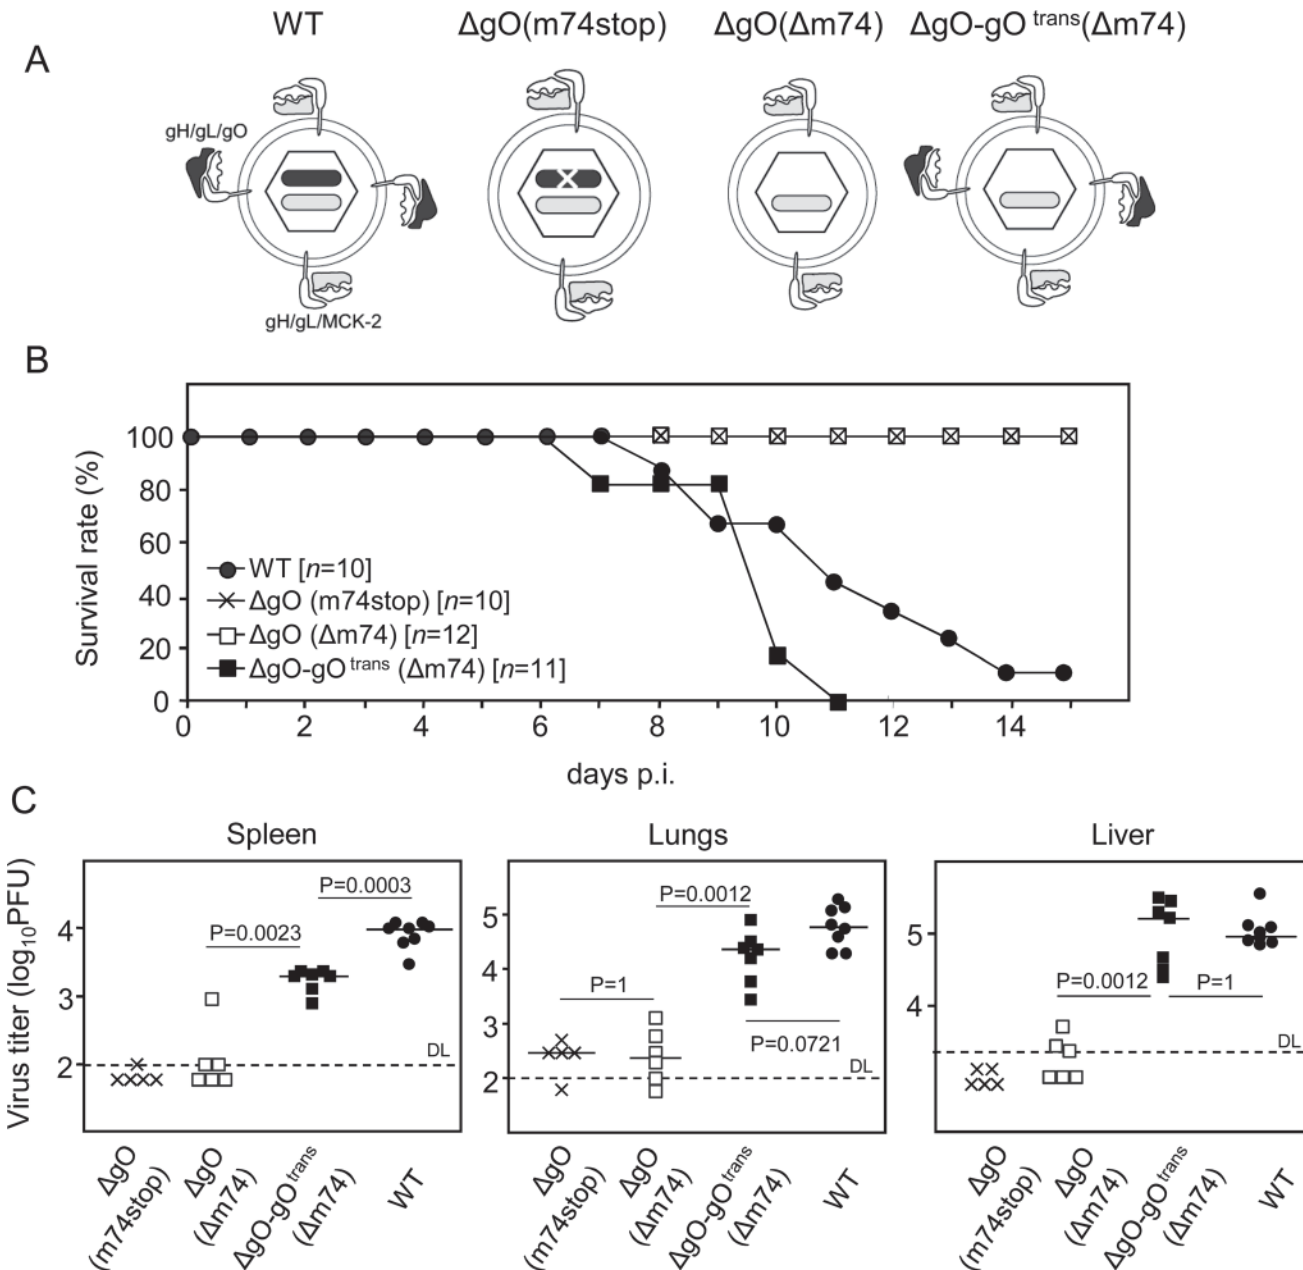 WT ΔgO(m74stop) ΔgO(Δm74) ΔgO-gO trans(Δm74)
A
gH/gL/gO
gH/gL/MCK-2
B
Survival rate (%)
100
80
60
40
20
0
WT [n=10]
ΔgO (m74stop) [n=10]
ΔgO (Δm74) [n=12]
ΔgO-gO trans (Δm74) [n=11]
0 2 4 6 8 10 12 14
days p.i.
C
Spleen Lungs Liver
Virus titer (log10PFU)
4
3
2
P=0.0003
P=0.0023
DL
5
4
3
2
P=0.0012
P=1
P=0.0721
DL
5
4
P=0.0012
P=1
DL
ΔgO
(m74stop)
ΔgO
(Δm74)
ΔgO-gO trans
(Δm74)
WT
ΔgO
(m74stop)
ΔgO
(Δm74)
ΔgO-gO trans
(Δm74)
WT
ΔgO
(m74stop)
ΔgO
(Δm74)
ΔgO-gO trans
(Δm74)
WT